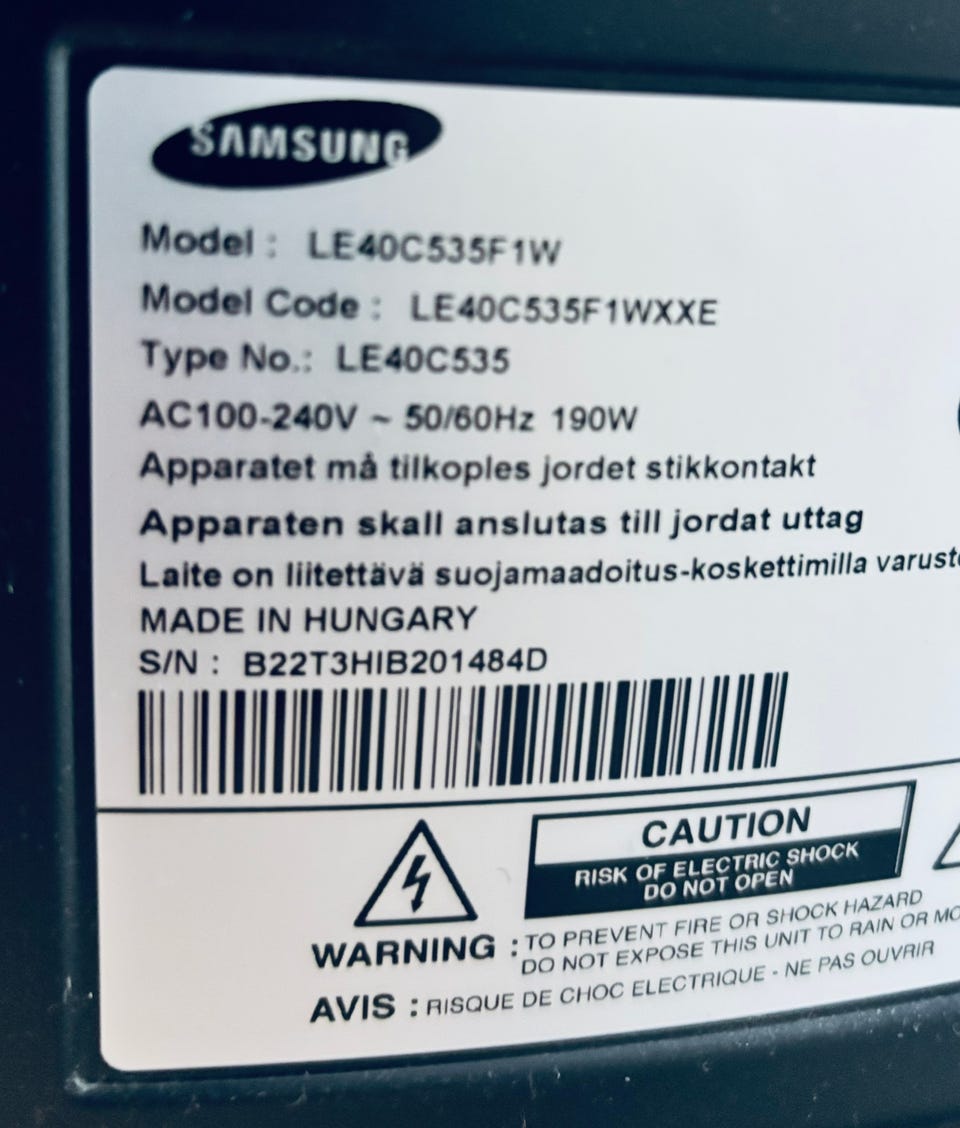 SAMSUNG
Model : LE40C535F1W
Model Code : LE40C535F1WXXE
Type No.: LE40C535
AC100-240V ~ 50/60Hz 190W
Apparatet må tilkoples jordet stikkontakt
Apparaten skall anslutas till jordat uttag
Laite on liitettävä suojamaadoitus-koskettimilla
MADE IN HUNGARY
S/N : B22T3HIB201484D
CAUTION
RISK OF ELECTRIC SHOCK
DO NOT OPEN
WARNING : TO PREVENT FIRE OR SHOCK HAZARD
DO NOT EXPOSE THIS UNIT TO RAIN OR
AVIS : RISQUE DE CHOC ELECTRIQUE - NE PAS OUVRIR